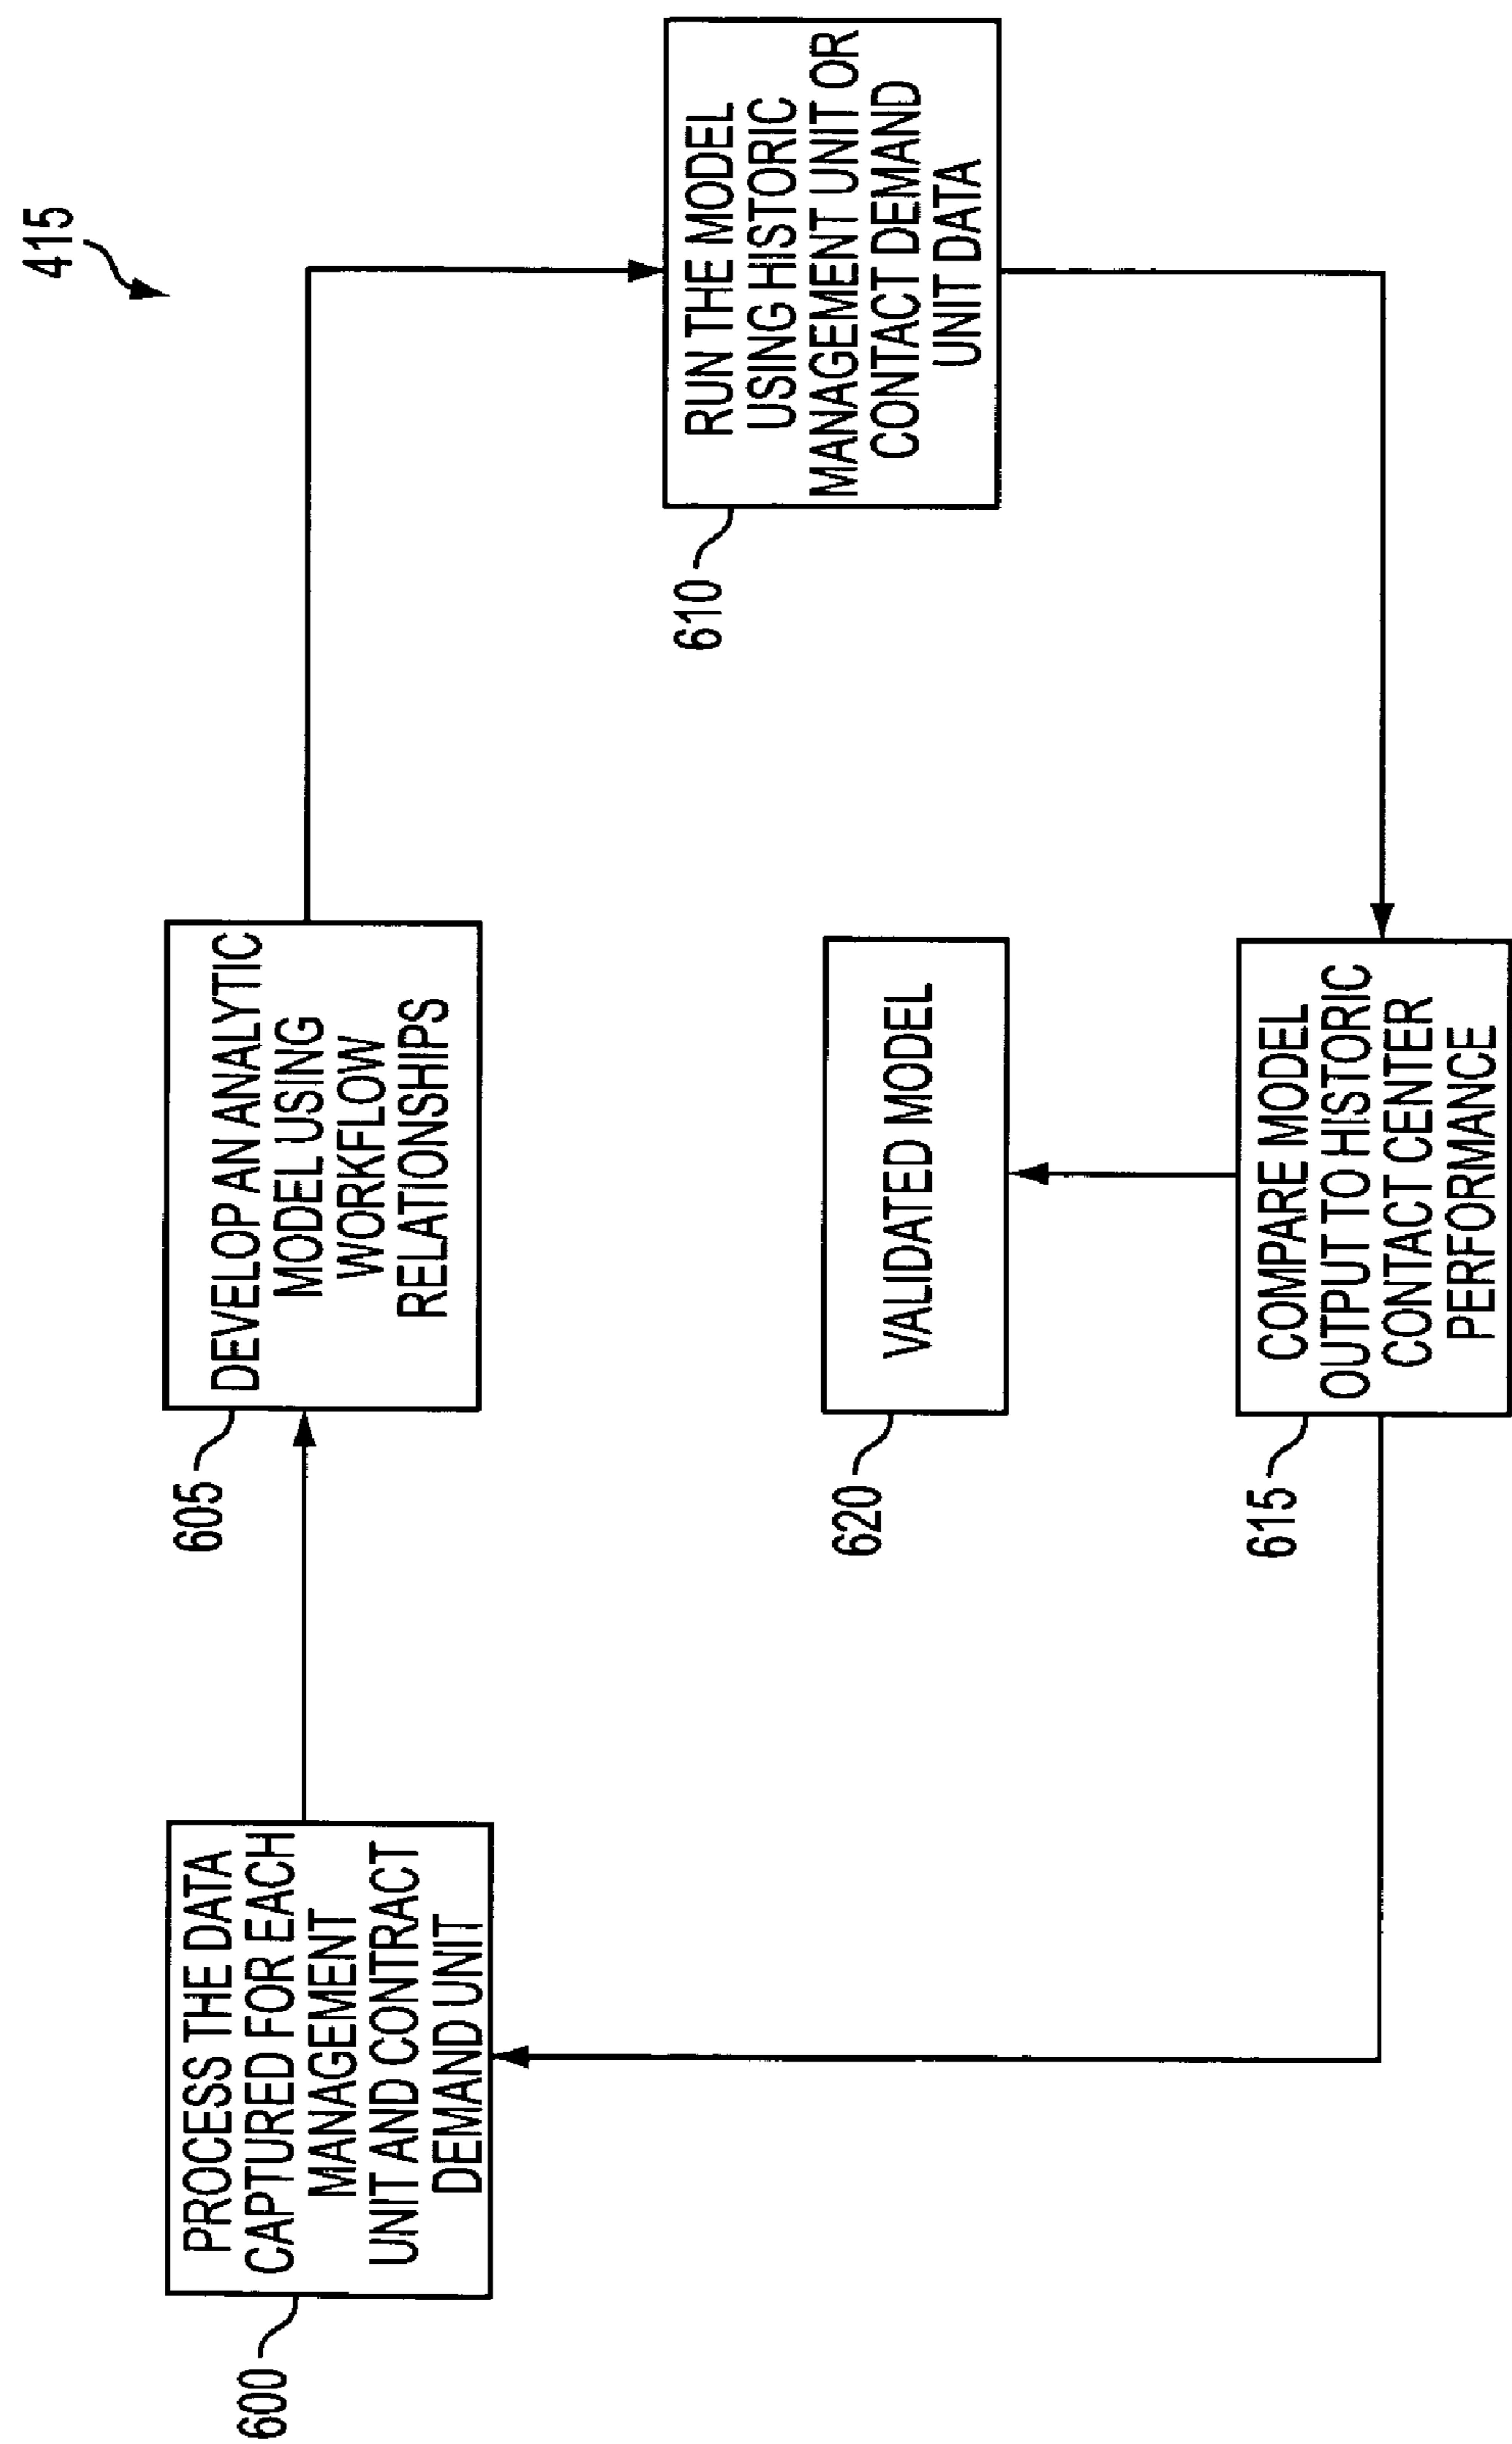 415
600
PROCESS THE DATA
CAPTURED FOR EACH
MANAGEMENT
UNIT AND CONTRACT
DEMAND UNIT
605
DEVELOP AN ANALYTIC
MODEL USING
WORKFLOW
RELATIONSHIPS
610
RUN THE MODEL
USING HISTORIC
MANAGEMENT UNIT OR
CONTACT DEMAND
UNIT DATA
615
COMPARE MODEL
OUTPUT TO HISTORIC
CONTACT CENTER
PERFORMANCE
620
VALIDATED MODEL